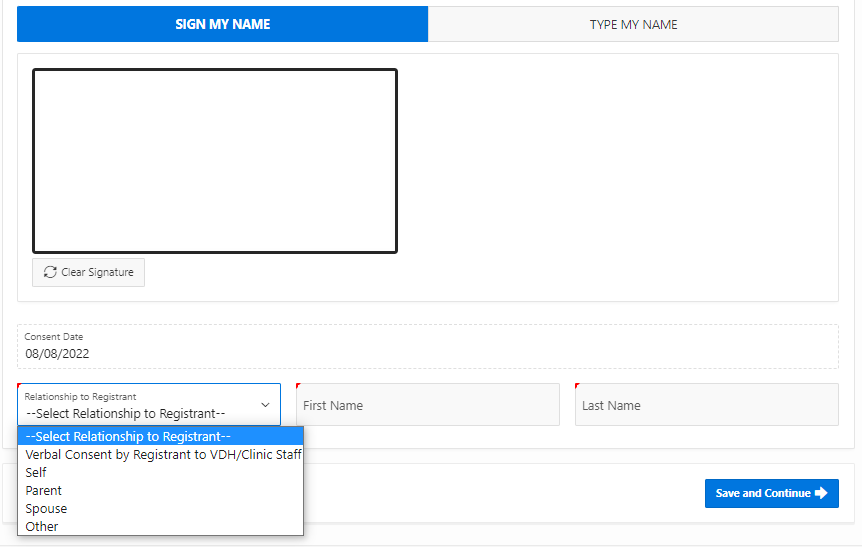 SIGN MY NAME
TYPE MY NAME
Clear Signature
Consent Date
08/08/2022
Relationship to Registrant
--Select Relationship to Registrant--
First Name
Last Name
--Select Relationship to Registrant--
Verbal Consent by Registrant to VDH/Clinic Staff
Self
Parent
Spouse
Other
Save and Continue